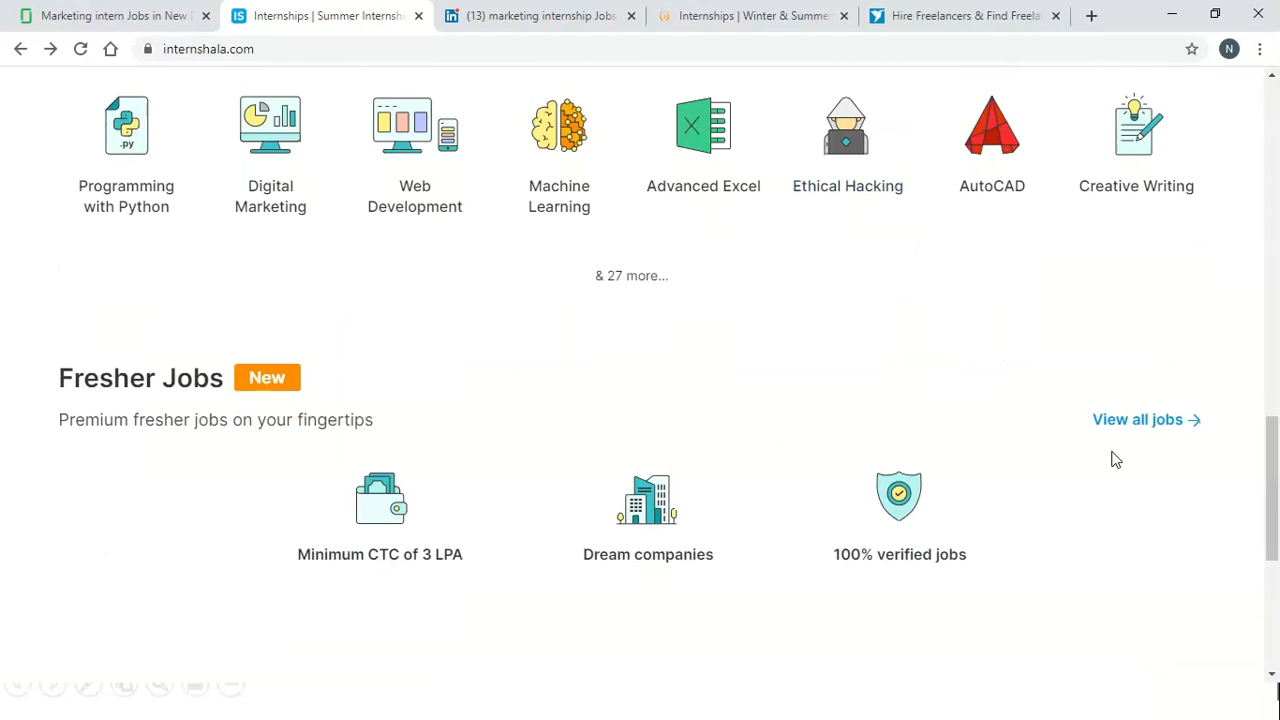 Marketing intern Jobs in New D
Internships | Summer Internsh
(13) marketing internship Jobs
Internships | Winter & Summer
Hire Freelancers & Find Freelan
internshala.com
N
.py
X
Programming with Python
Digital Marketing
Web Development
Machine Learning
Advanced Excel
Ethical Hacking
AutoCAD
Creative Writing
& 27 more...
Fresher Jobs New
Premium fresher jobs on your fingertips
View all jobs →
Minimum CTC of 3 LPA
Dream companies
100% verified jobs